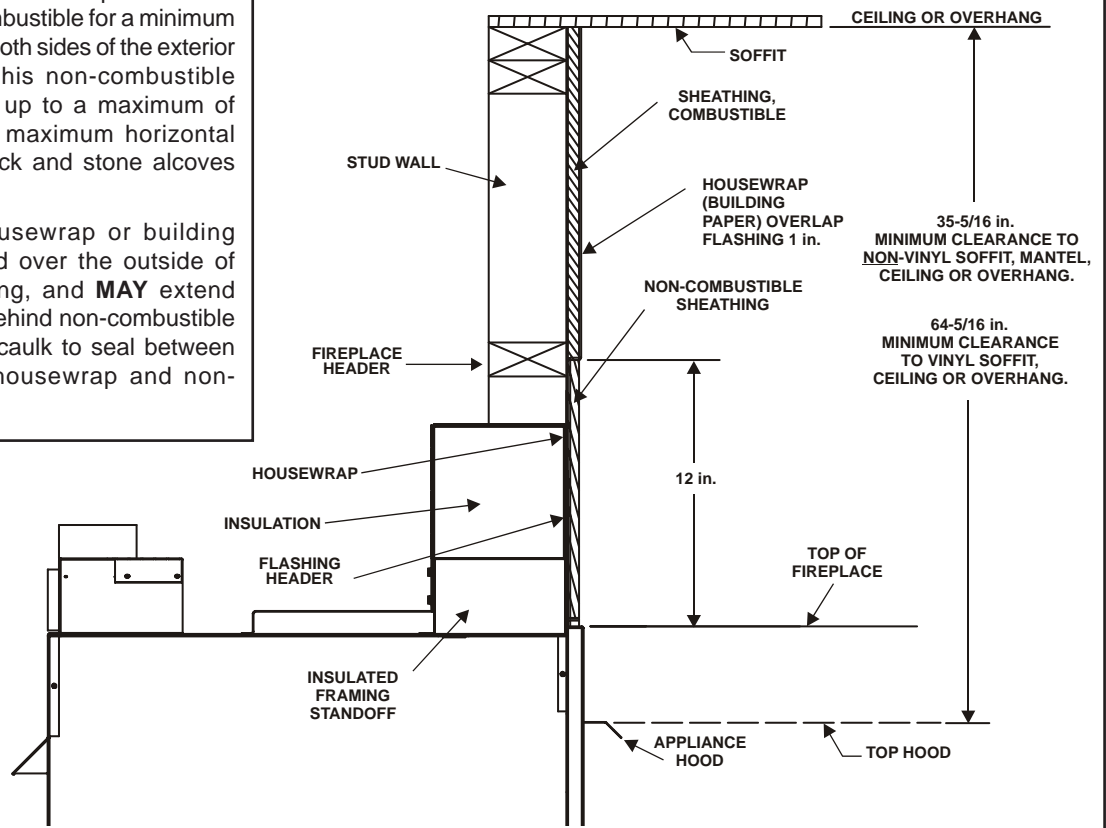 mbustible for a minimum
oth sides of the exterior
his non-combustible
up to a maximum of
maximum horizontal
ck and stone alcoves
usewrap or building
d over the outside of
ng, and MAY extend
ehind non-combustible
caulk to seal between
housewrap and non-
CEILING OR OVERHANG
SOFFIT
SHEATHING,
COMBUSTIBLE
STUD WALL
HOUSEWRAP
(BUILDING
PAPER) OVERLAP
FLASHING 1 in.
35-5/16 in.
MINIMUM CLEARANCE TO
NON-VINYL SOFFIT, MANTEL,
CEILING OR OVERHANG.
NON-COMBUSTIBLE
SHEATHING
64-5/16 in.
MINIMUM CLEARANCE
TO VINYL SOFFIT,
CEILING OR OVERHANG.
FIREPLACE
HEADER
HOUSEWRAP
12 in.
INSULATION
FLASHING
HEADER
TOP OF
FIREPLACE
INSULATED
FRAMING
STANDOFF
APPLIANCE
HOOD
TOP HOOD